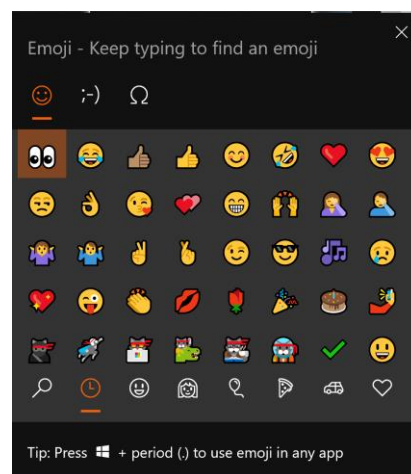 Emoji - Keep typing to find an emoji
;-) Ω
Tip: Press + period (.) to use emoji in any app